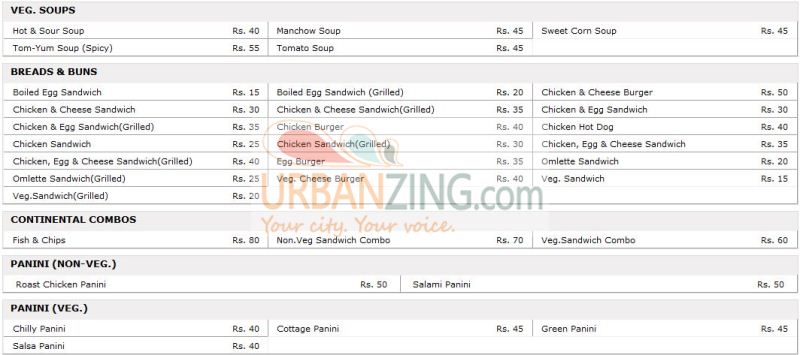 VEG. SOUPS
Hot & Sour Soup Rs. 40 Manchow Soup Rs. 45 Sweet Corn Soup Rs. 45
Tom-Yum Soup (Spicy) Rs. 55 Tomato Soup Rs. 45
BREADS & BUNS
Boiled Egg Sandwich Rs. 15 Boiled Egg Sandwich (Grilled) Rs. 20 Chicken & Cheese Burger Rs. 50
Chicken & Cheese Sandwich Rs. 30 Chicken & Cheese Sandwich(Grilled) Rs. 35 Chicken & Egg Sandwich Rs. 30
Chicken & Egg Sandwich(Grilled) Rs. 35 Chicken Burger Rs. 40 Chicken Hot Dog Rs. 40
Chicken Sandwich Rs. 25 Chicken Sandwich(Grilled) Rs. 30 Chicken, Egg & Cheese Sandwich Rs. 35
Chicken, Egg & Cheese Sandwich(Grilled) Rs. 40 Egg Burger Rs. 35 Omlette Sandwich Rs. 20
Omlette Sandwich(Grilled) Rs. 25 Veg. Cheese Burger Rs. 40 Veg. Sandwich Rs. 15
Veg.Sandwich(Grilled) Rs. 20
URBANZING.com
Your city. Your voice.
CONTINENTAL COMBOS
Fish & Chips Rs. 80 Non.Veg Sandwich Combo Rs. 70 Veg.Sandwich Combo Rs. 60
PANINI (NON-VEG.)
Roast Chicken Panini Rs. 50 Salami Panini Rs. 50
PANINI (VEG.)
Chilly Panini Rs. 40 Cottage Panini Rs. 45 Green Panini Rs. 45
Salsa Panini Rs. 40